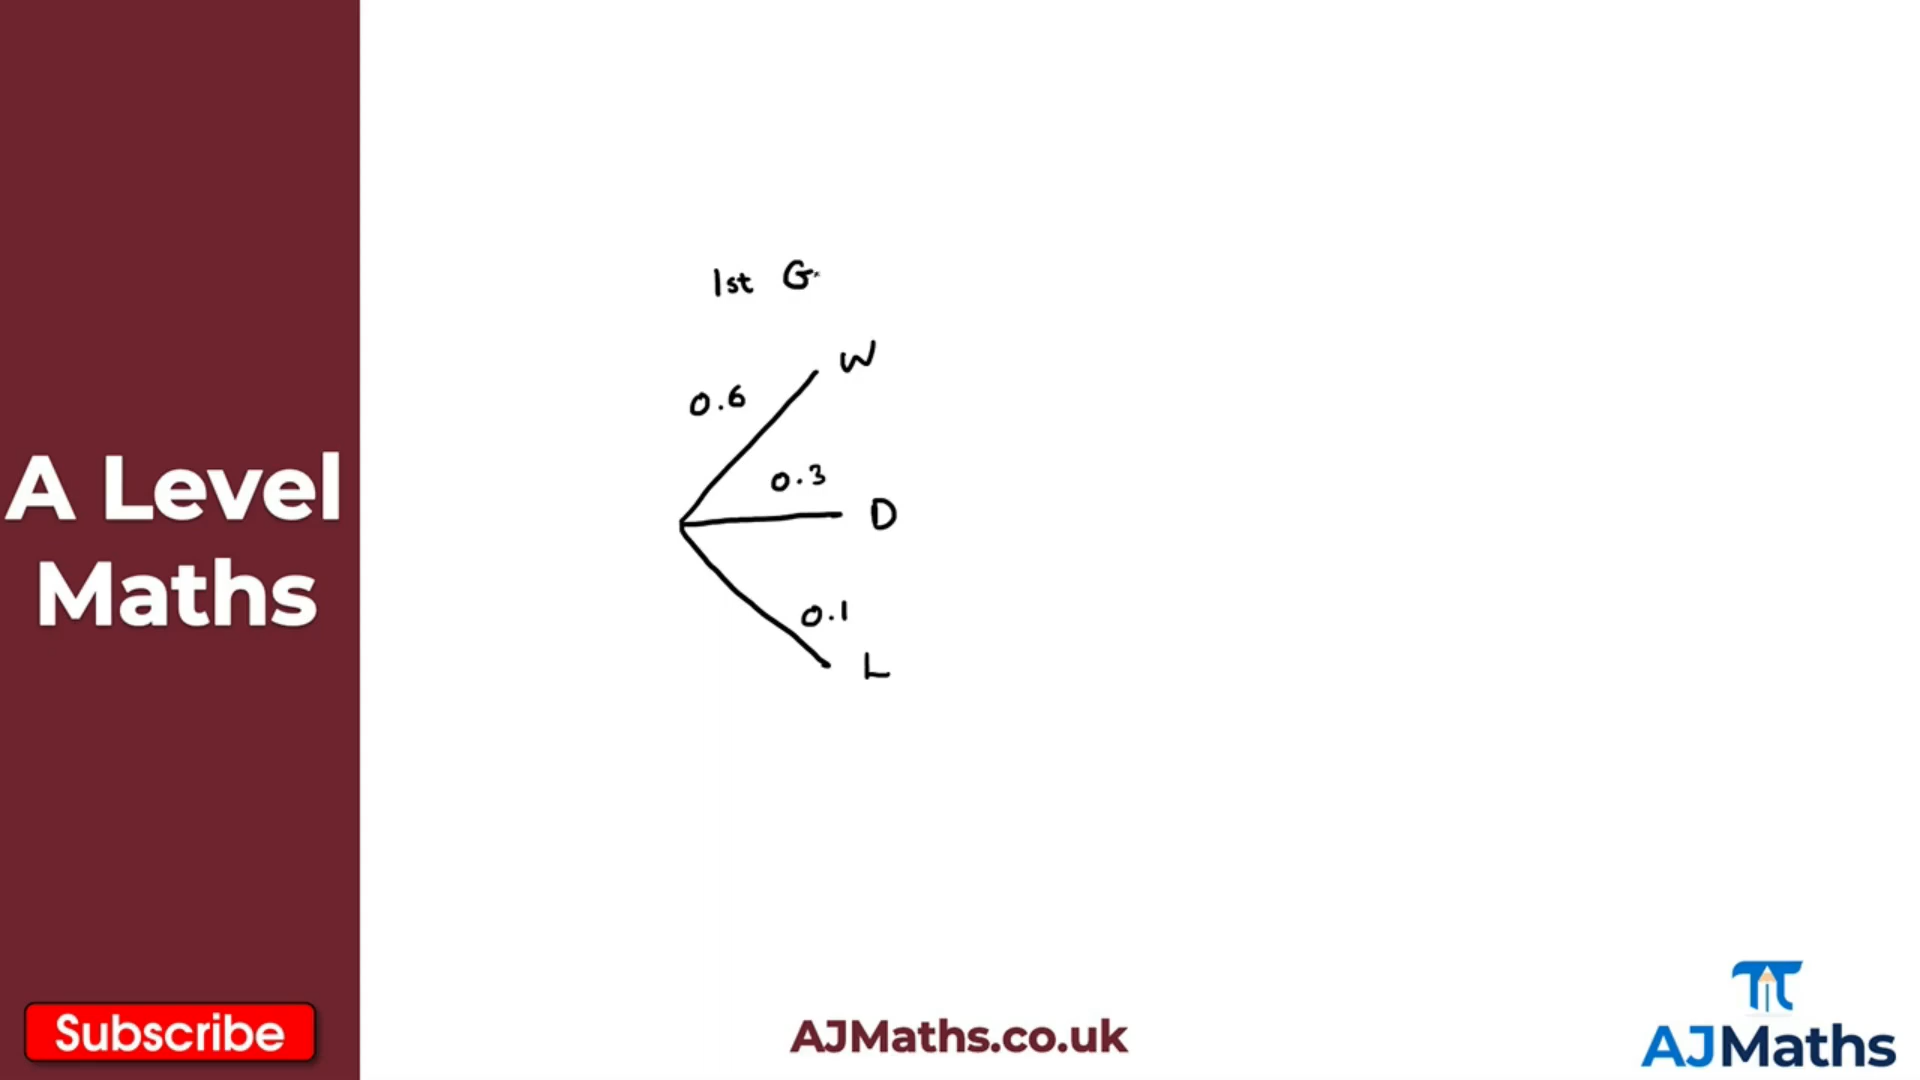 A Level
Maths
1st G
W
0.6
0.3
D
0.1
L
Subscribe
AJMaths.co.uk
AJMaths